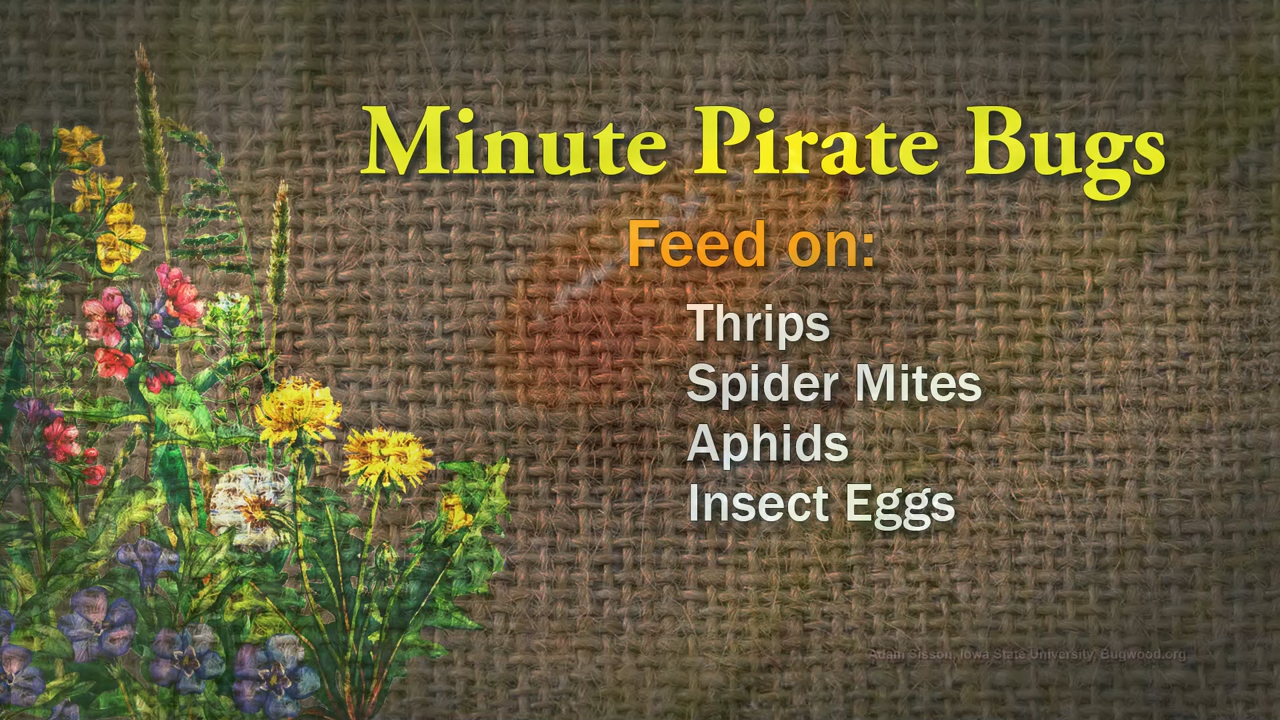 Minute Pirate Bugs
Feed on:
Thrips
Spider Mites
Aphids
Insect Eggs
Adam Sisson, Iowa State University, Bugwood.org